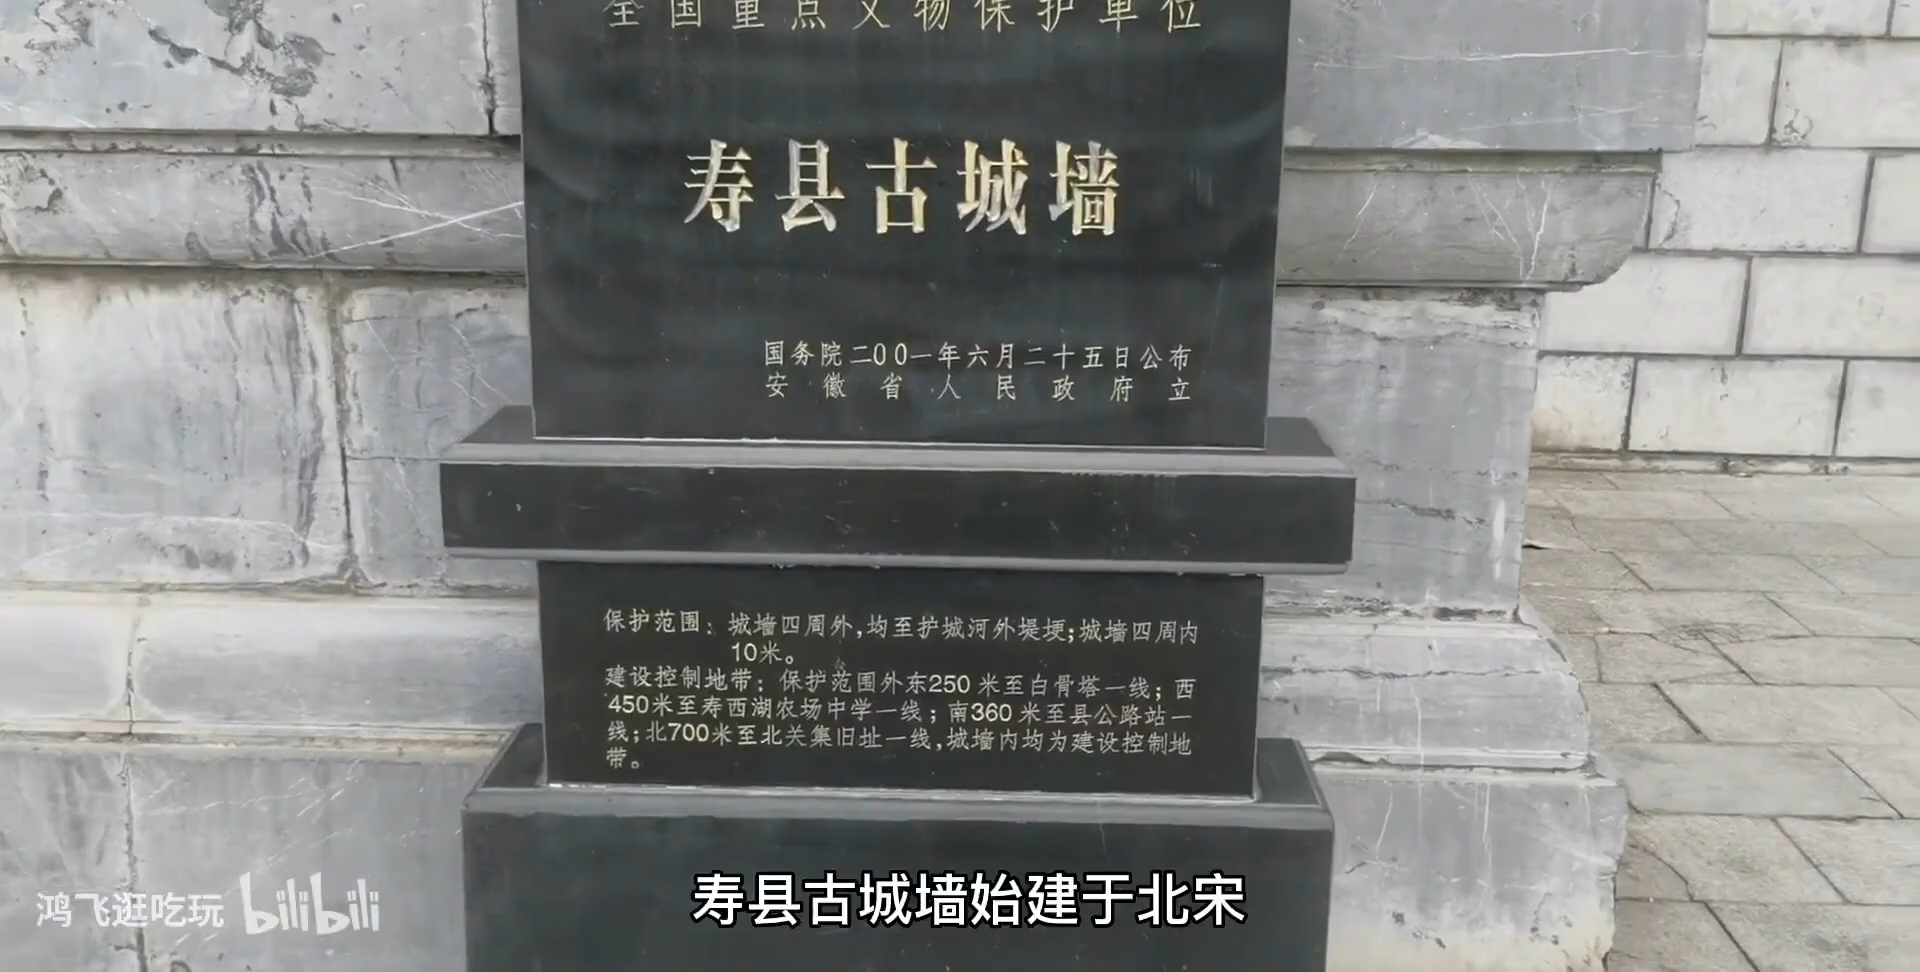 全国重点文物保护单位
寿县古城墙
国务院二00一年六月二十五日公布
安徽省人民政府立
保护范围：城墙四周外,均至护城河外堤埂;城墙四周内
10米。
建设控制地带：保护范围外东250米至白骨塔一线；西
450米至寿西湖农场中学一线；南360米至县公路站一
线;北700米至北关集旧址一线,城墙内均为建设控制地
带。
寿县古城墙始建于北宋
鸿飞逛吃玩 bilibili